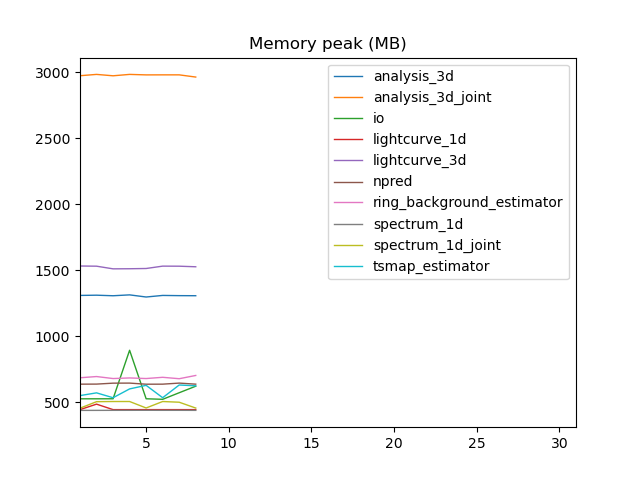 Memory peak (MB)
3000
2500
2000
1500
1000
500
analysis_3d
analysis_3d_joint
io
lightcurve_1d
lightcurve_3d
npred
ring_background_estimator
spectrum_1d
spectrum_1d_joint
tsmap_estimator
5 10 15 20 25 30